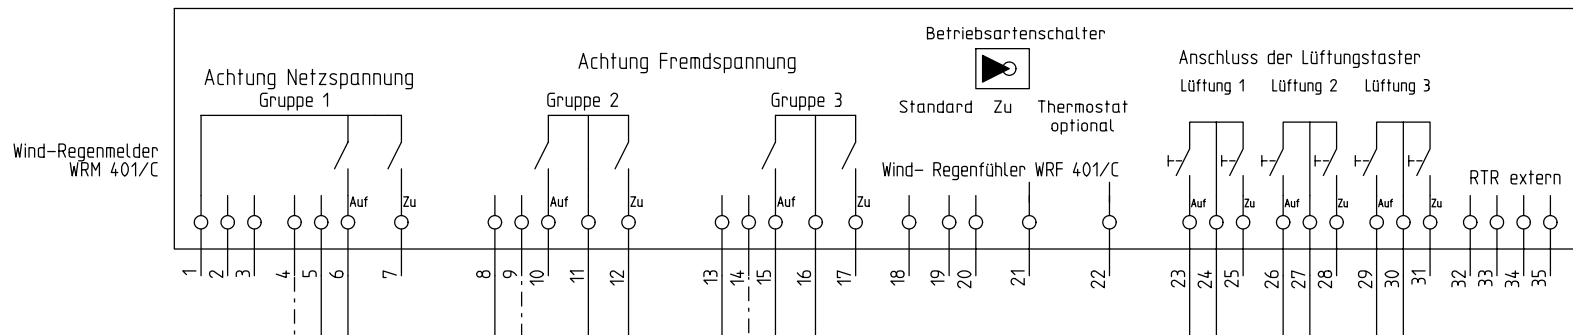 Betriebsartenschalter
Achtung Netzspannung
Achtung Fremdspannung
Anschluss der Lüftungstaster
Gruppe 1
Gruppe 2
Gruppe 3
Standard Zu Thermostat
optional
Lüftung 1 Lüftung 2 Lüftung 3
Wind-Regenmelder
WRM 401/C
Wind- Regenfühler WRF 401/C
RTR extern
Auf Zu Auf Zu Auf Zu Auf Zu Auf Zu Auf Zu
1 2 3 4 5 6 7 8 9 10 11 12 13 14 15 16 17 18 19 20 21 22 23 24 25 26 27 28 29 30 31 32 33 34 35